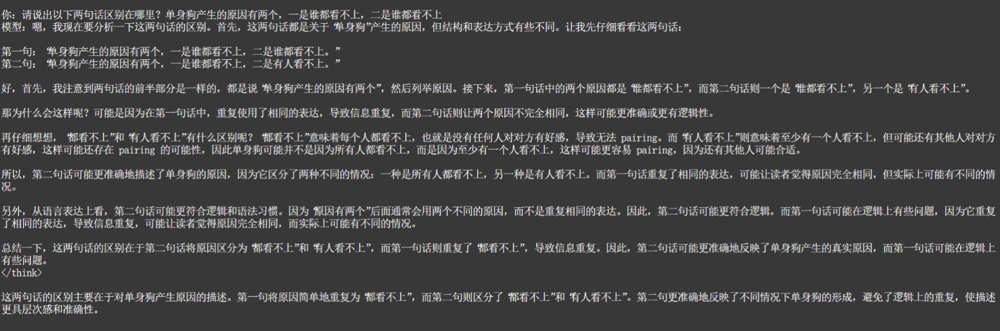 你：请说出以下两句话区别在哪里？单身狗产生的原因有两个，一是谁都看不上，二是谁都看不上
模型：嗯，我现在要分析一下这两句话的区别。首先，这两句话都是关于“单身狗”产生的原因，但结构和表达方式有些不同。让我先仔细看看这两句话：
第一句：“单身狗产生的原因有两个，一是谁都看不上，二是谁都看不上。”
第二句：“单身狗产生的原因有两个，一是谁都看不上，二是有人看不上。”
好，首先，我注意到两句话的前半部分是一样的，都是说“单身狗产生的原因有两个”，然后列举原因。接下来，第一句话中的两个原因都是“谁都看不上”，而第二句话则一个是“谁都看不上”，另一个是“有人看不上”。
那为什么会这样呢？可能是因为在第一句话中，重复使用了相同的表达，导致信息重复，而第二句话则让两个原因不完全相同，这样可能更准确或更有逻辑性。
再仔细想想，“都看不上”和“有人看不上”有什么区别呢？“都看不上”意味着每个人都看不上，也就是没有任何人对对方有好感，导致无法 pairing。而“有人看不上”则意味着至少有一个人看不上，但可能还有其他人对对方
有好感，这样可能还存在 pairing 的可能性，因此单身狗可能并不是因为所有人都看不上，而是因为至少有一个人看不上，这样可能更容易 pairing，因为还有其他人可能合适。
所以，第二句话可能更准确地描述了单身狗的原因，因为它区分了两种不同的情况：一种是所有人都看不上，另一种是有人看不上。而第一句话重复了相同的表达，可能让读者觉得原因完全相同，但实际上可能有不同的情
况。
另外，从语言表达上看，第二句话可能更符合逻辑和语法习惯。因为“原因有两个”后面通常会用两个不同的原因，而不是重复相同的表达。因此，第二句话可能更符合逻辑，而第一句话可能在逻辑上有些问题，因为它重复
了相同的表达，导致信息重复，可能让读者觉得原因完全相同，而实际上可能有不同的情况。
总结一下，这两句话的区别在于第二句话将原因区分为“都看不上”和“有人看不上”，而第一句话则重复了“都看不上”，导致信息重复。因此，第二句话可能更准确地反映了单身狗产生的真实原因，而第一句话可能在逻辑上
有些问题。
</think>
这两句话的区别主要在于对单身狗产生原因的描述。第一句将原因简单地重复为“都看不上”，而第二句则区分了“都看不上”和“有人看不上”。第二句更准确地反映了不同情况下单身狗的形成，避免了逻辑上的重复，使描述
更具层次感和准确性。